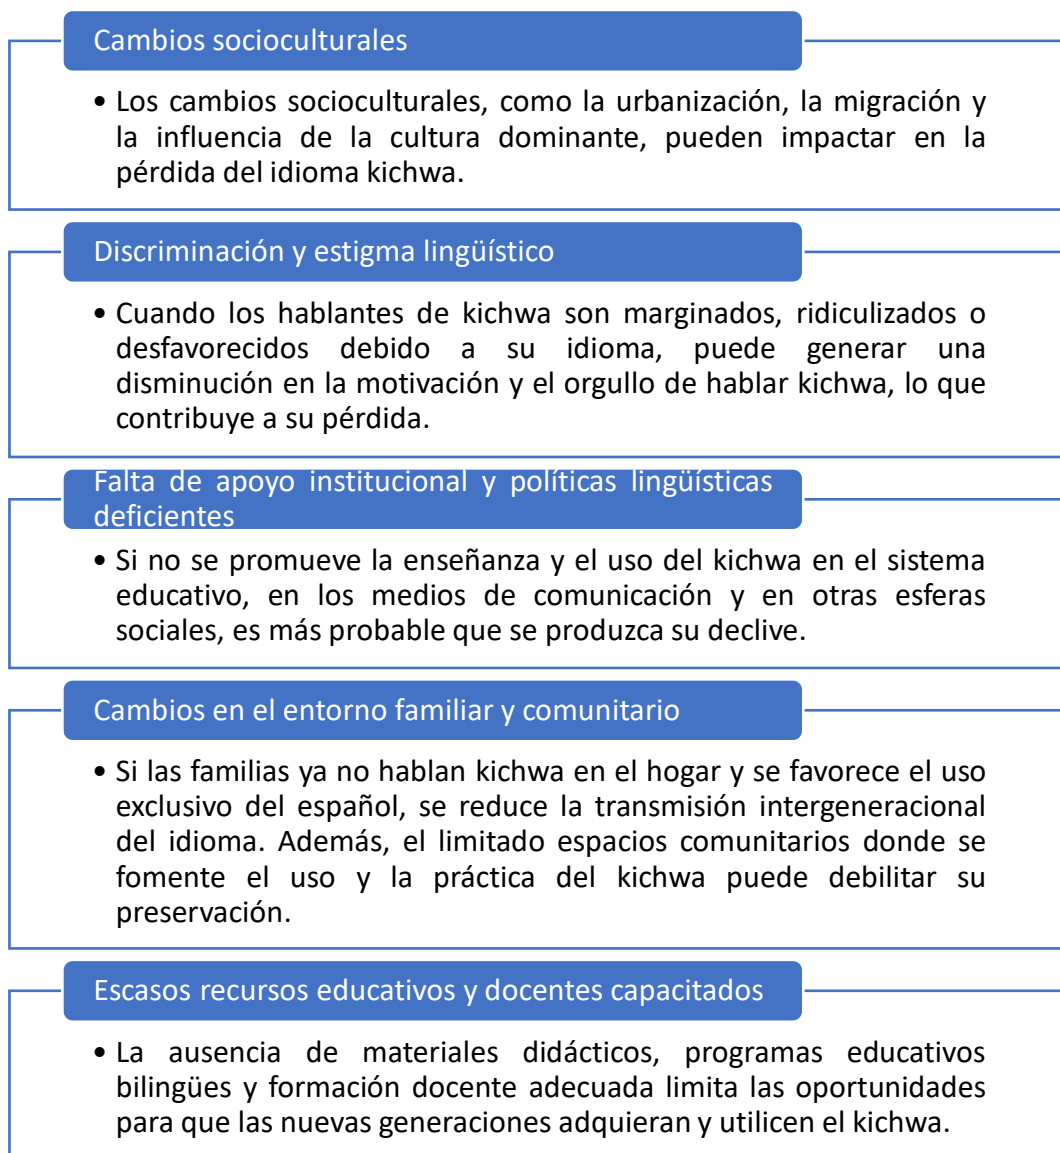 Cambios socioculturales
• Los cambios socioculturales, como la urbanización, la migración y
la influencia de la cultura dominante, pueden impactar en la
pérdida del idioma kichwa.
Discriminación y estigma lingüístico
• Cuando los hablantes de kichwa son marginados, ridiculizados o
desfavorecidos debido a su idioma, puede generar una
disminución en la motivación y el orgullo de hablar kichwa, lo que
contribuye a su pérdida.
Falta de apoyo institucional y políticas lingüísticas
deficientes
• Si no se promueve la enseñanza y el uso del kichwa en el sistema
educativo, en los medios de comunicación y en otras esferas
sociales, es más probable que se produzca su declive.
Cambios en el entorno familiar y comunitario
• Si las familias ya no hablan kichwa en el hogar y se favorece el uso
exclusivo del español, se reduce la transmisión intergeneracional
del idioma. Además, el limitado espacios comunitarios donde se
fomente el uso y la práctica del kichwa puede debilitar su
preservación.
Escasos recursos educativos y docentes capacitados
• La ausencia de materiales didácticos, programas educativos
bilingües y formación docente adecuada limita las oportunidades
para que las nuevas generaciones adquieran y utilicen el kichwa.